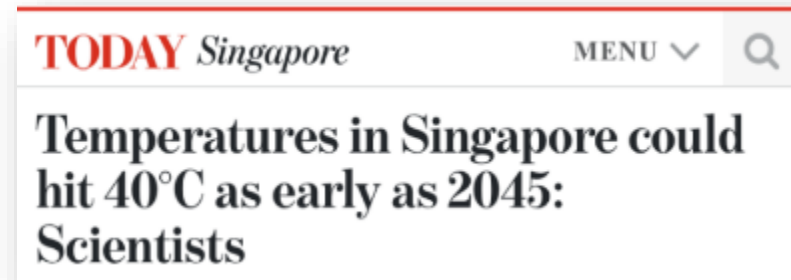 TODAY Singapore MENU
Temperatures in Singapore could
hit 40°C as early as 2045:
Scientists